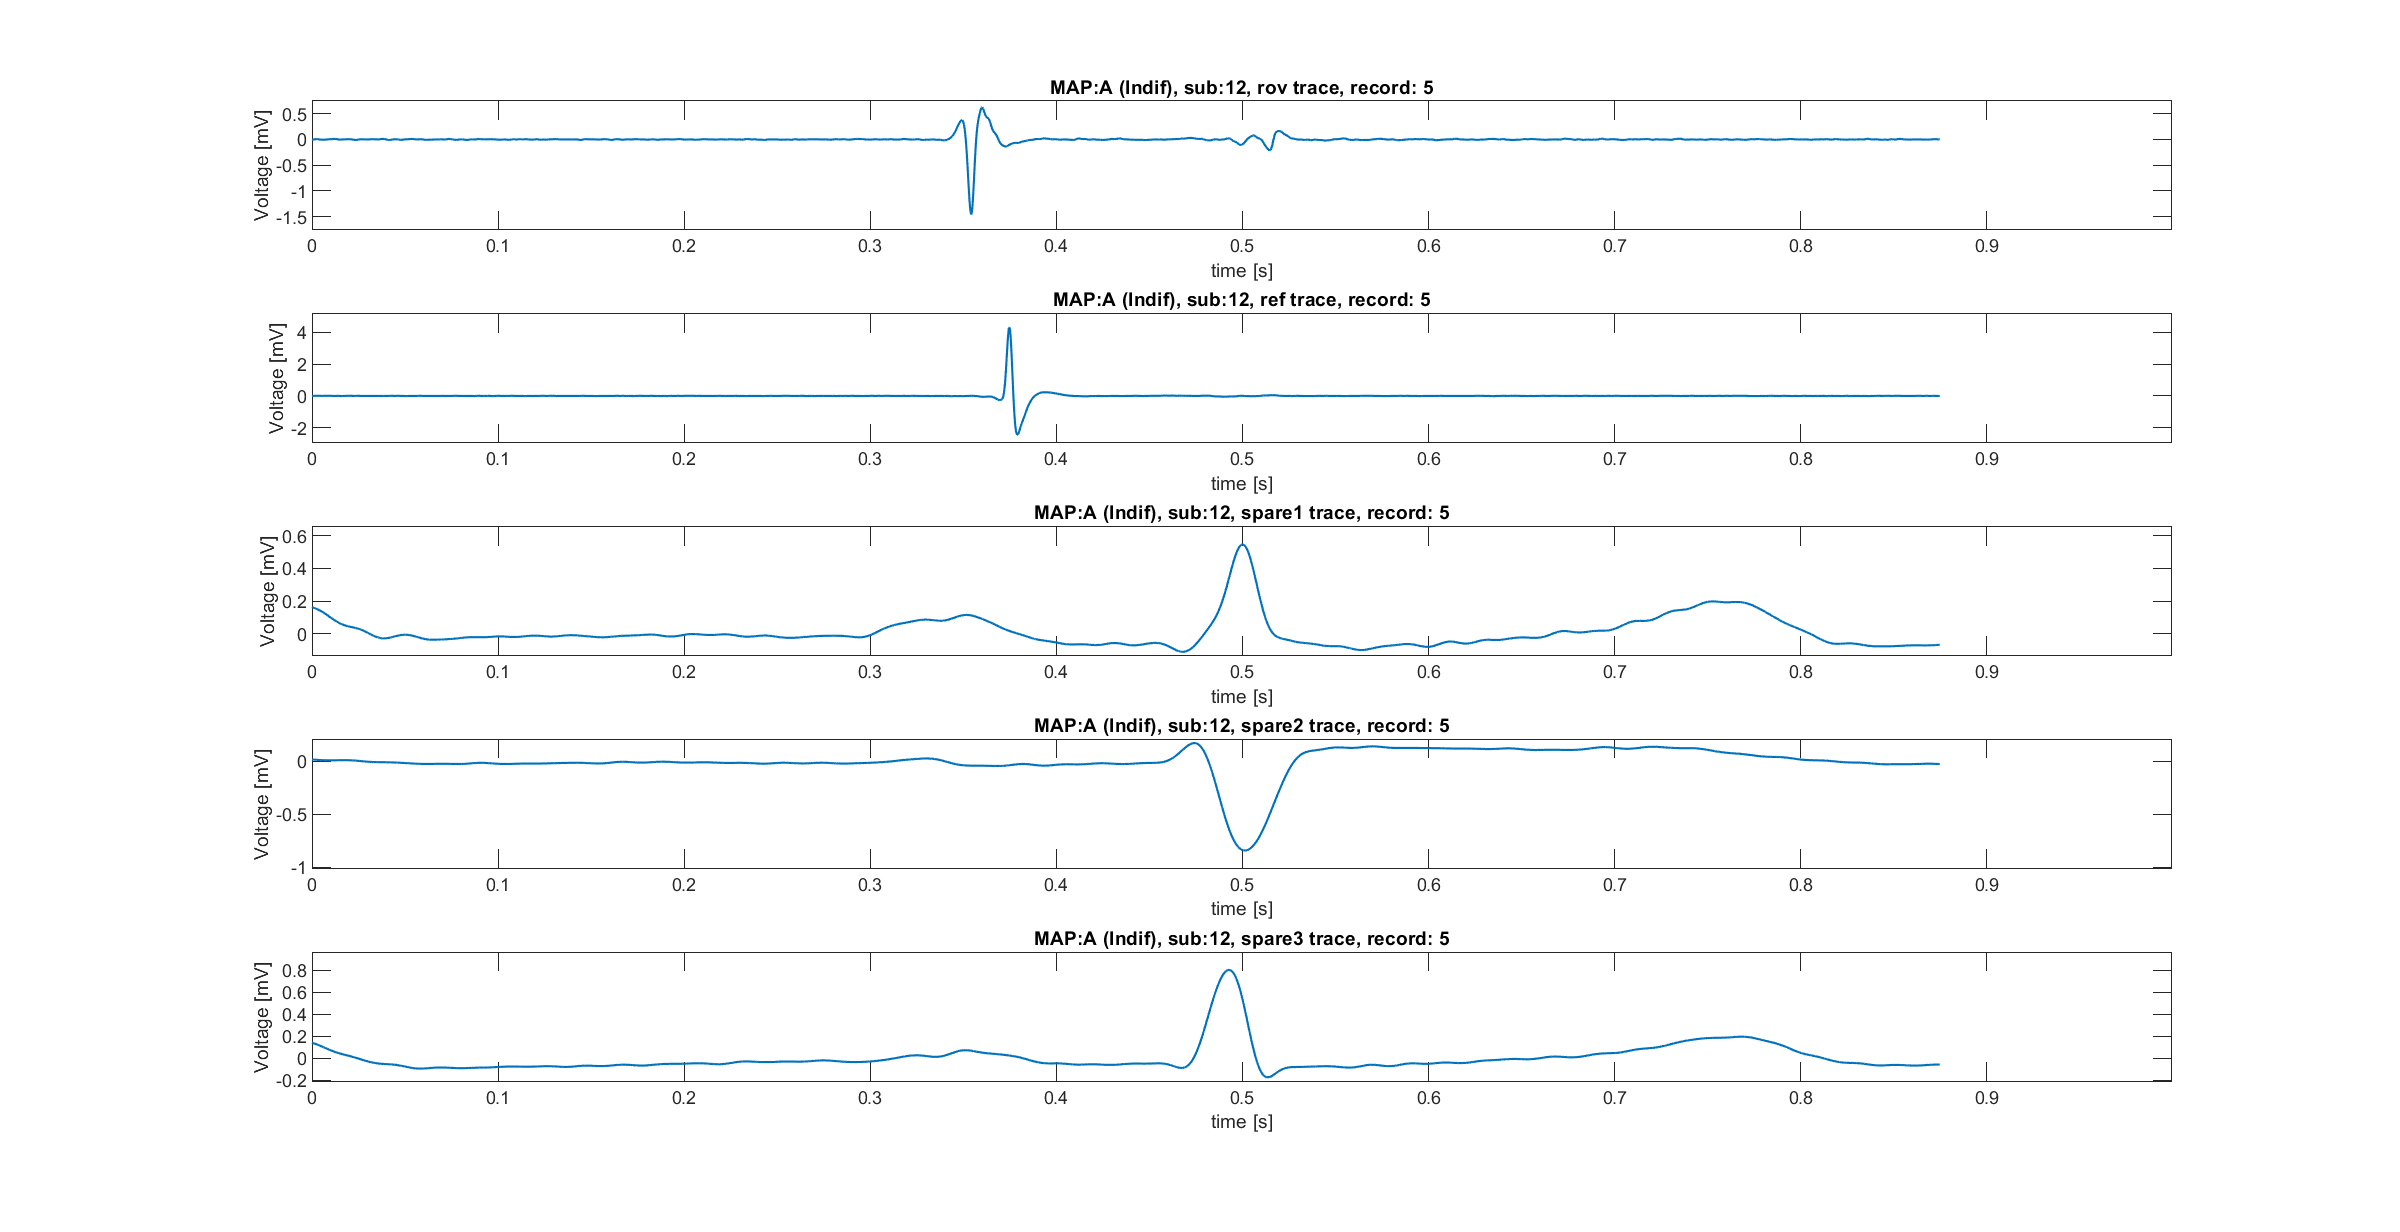 MAP:A (Indif), sub:12, rov trace, record: 5
Voltage [mV]
0.5
0
-0.5
-1
-1.5
0 0.1 0.2 0.3 0.4 0.5 0.6 0.7 0.8 0.9
time [s]
MAP:A (Indif), sub:12, ref trace, record: 5
Voltage [mV]
4
2
0
-2
0 0.1 0.2 0.3 0.4 0.5 0.6 0.7 0.8 0.9
time [s]
MAP:A (Indif), sub:12, spare1 trace, record: 5
Voltage [mV]
0.6
0.4
0.2
0
0 0.1 0.2 0.3 0.4 0.5 0.6 0.7 0.8 0.9
time [s]
MAP:A (Indif), sub:12, spare2 trace, record: 5
Voltage [mV]
0
-0.5
-1
0 0.1 0.2 0.3 0.4 0.5 0.6 0.7 0.8 0.9
time [s]
MAP:A (Indif), sub:12, spare3 trace, record: 5
Voltage [mV]
0.8
0.6
0.4
0.2
0
-0.2
0 0.1 0.2 0.3 0.4 0.5 0.6 0.7 0.8 0.9
time [s]